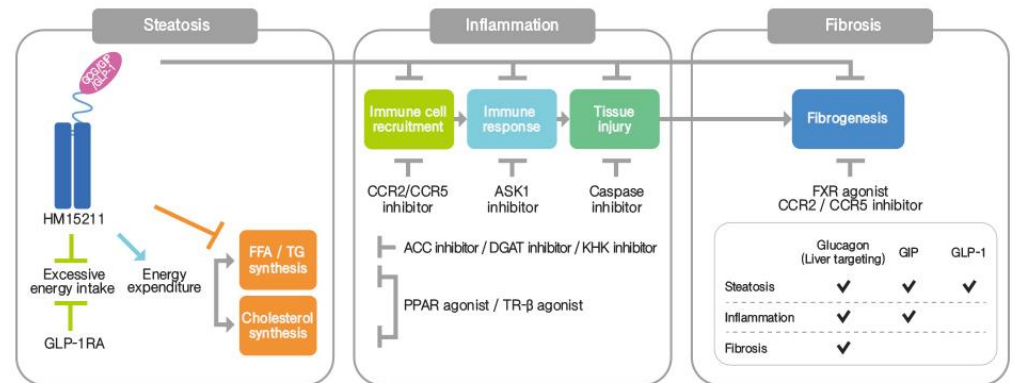 Steatosis
GCG/GIP
/GLP-1
HM15211
Excessive
energy intake
GLP-1RA
Energy
expenditure
FFA / TG
synthesis
Cholesterol
synthesis
Inflammation
Immune cell
recruitment
Immune
response
Tissue
injury
CCR2/CCR5
inhibitor
ASK1
inhibitor
Caspase
inhibitor
ACC inhibitor / DGAT inhibitor / KHK inhibitor
PPAR agonist / TR-β agonist
Fibrosis
Fibrogenesis
FXR agonist
CCR2 / CCR5 inhibitor
Glucagon
(Liver targeting) GIP GLP-1
Steatosis ✓ ✓ ✓
Inflammation ✓ ✓
Fibrosis ✓